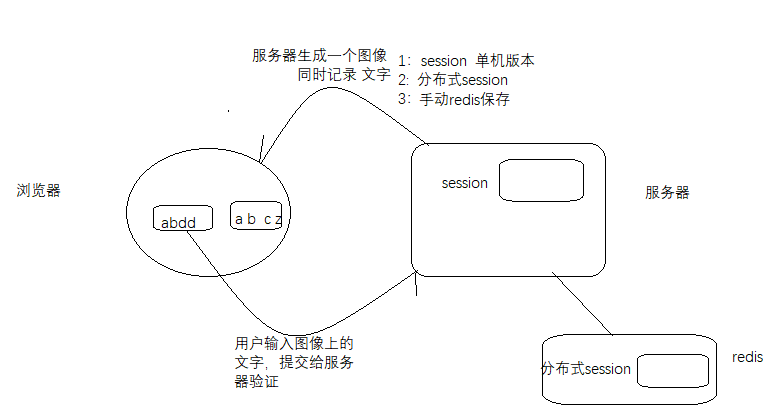 服务器生成一个图像
同时记录 文字
1：session 单机版本
2: 分布式session
3：手动redis保存
浏览器
abdd
a b c z
session
服务器
用户输入图像上的
文字，提交给服务
器验证
分布式session
redis